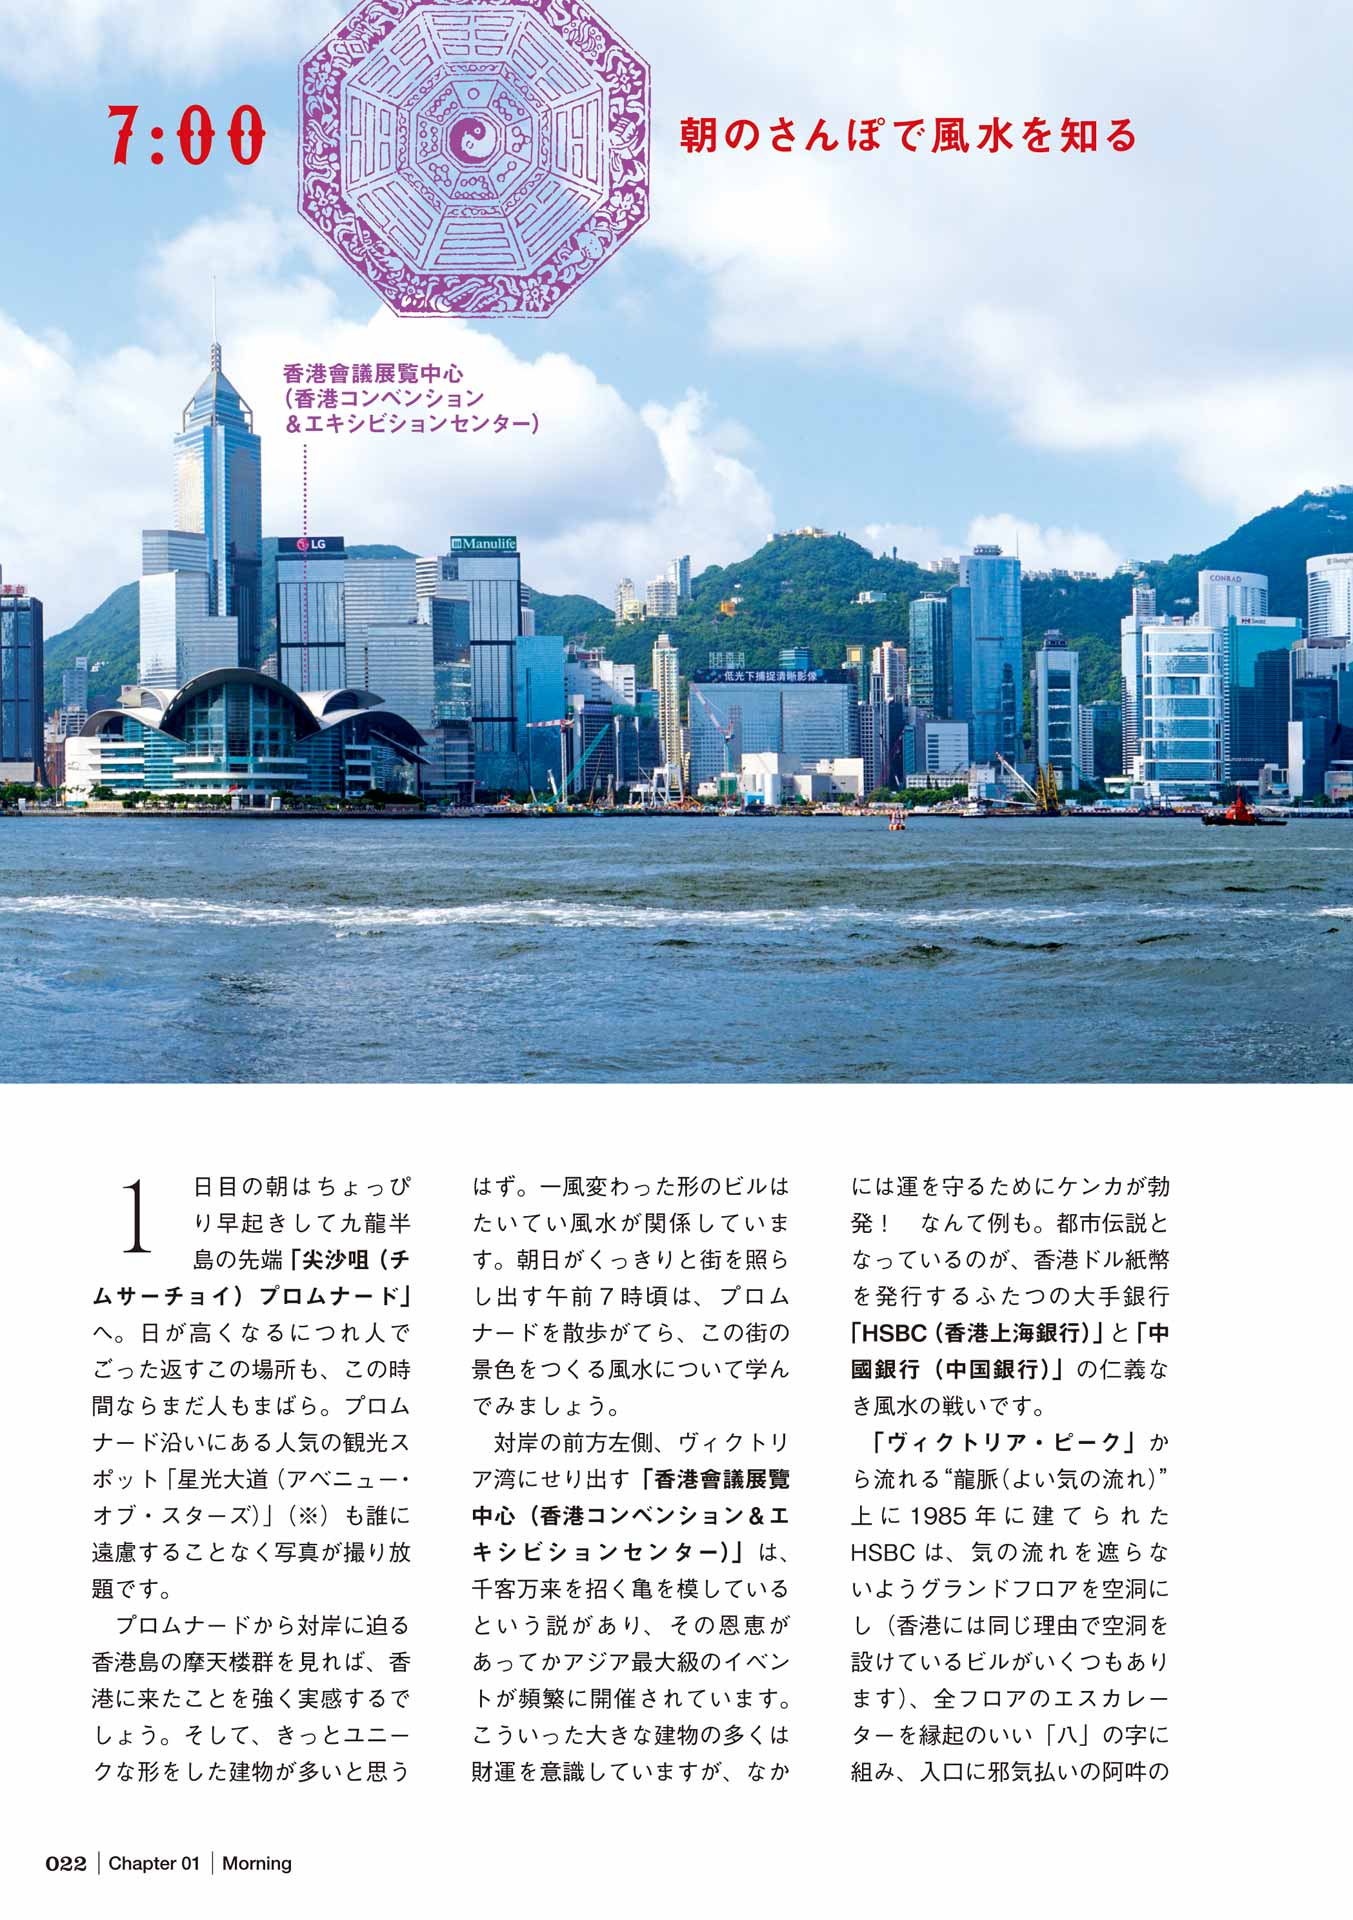 7:00
朝のさんぽで風水を知る
香港會議展覧中心
（香港コンベンション
＆エキシビションセンター）
LG
Manulife
CONRAD
低光下捕捉清晰影像
1
日目の朝はちょっぴ
り早起きして九龍半
島の先端「尖沙咀（チ
ムサーチョイ）プロムナード」
へ。日が高くなるにつれ人で
ごった返すこの場所も、この時
間ならまだ人もまばら。プロム
ナード沿いにある人気の観光ス
ポット「星光大道（アベニュー・
オブ・スターズ）」（※）も誰に
遠慮することなく写真が撮り放
題です。
プロムナードから対岸に迫る
香港島の摩天楼群を見れば、香
港に来たことを強く実感するで
しょう。そして、きっとユニー
クな形をした建物が多いと思う
はず。一風変わった形のビルは
たいてい風水が関係していま
す。朝日がくっきりと街を照ら
し出す午前７時頃は、プロム
ナードを散歩がてら、この街の
景色をつくる風水について学ん
でみましょう。
対岸の前方左側、ヴィクトリ
ア湾にせり出す「香港會議展覽
中心（香港コンベンション＆エ
キシビションセンター）」は、
千客万来を招く亀を模している
という説があり、その恩恵が
あってかアジア最大級のイベン
トが頻繁に開催されています。
こういった大きな建物の多くは
財運を意識していますが、なか
には運を守るためにケンカが勃
発！　なんて例も。都市伝説と
なっているのが、香港ドル紙幣
を発行するふたつの大手銀行
「HSBC（香港上海銀行）」と「中
國銀行（中国銀行）」の仁義な
き風水の戦いです。
「ヴィクトリア・ピーク」か
ら流れる“龍脈（よい気の流れ）”
上に1985年に建てられた
HSBCは、気の流れを遮らな
いようグランドフロアを空洞に
し（香港には同じ理由で空洞を
設けているビルがいくつもあり
ます）、全フロアのエスカレー
ターを縁起のいい「八」の字に
組み、入口に邪気払いの阿吽の
022 | Chapter 01 | Morning